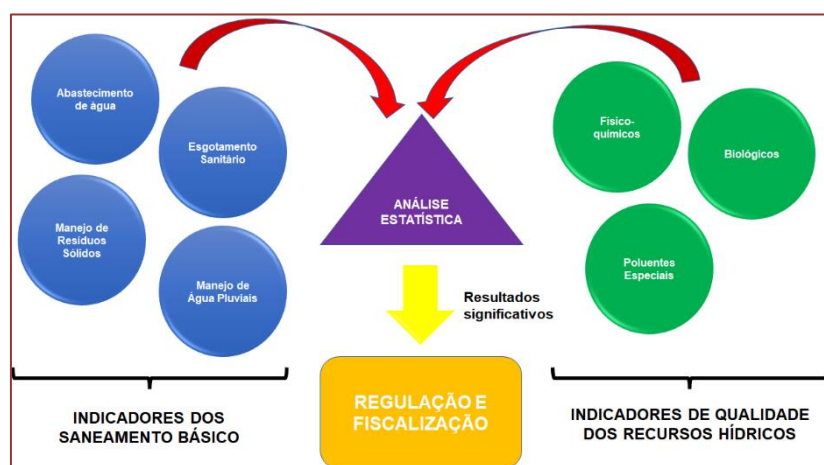 Abastecimento
de água
Esgotamento
Sanitário
Manejo de
Resíduos
Sólidos
Manejo de
Água Pluviais
INDICADORES DOS
SANEAMENTO BÁSICO
ANÁLISE
ESTATÍSTICA
Resultados
significativos
REGULAÇÃO E
FISCALIZAÇÃO
Físico-
químicos
Biológicos
Poluentes
Especiais
INDICADORES DE QUALIDADE
DOS RECURSOS HÍDRICOS